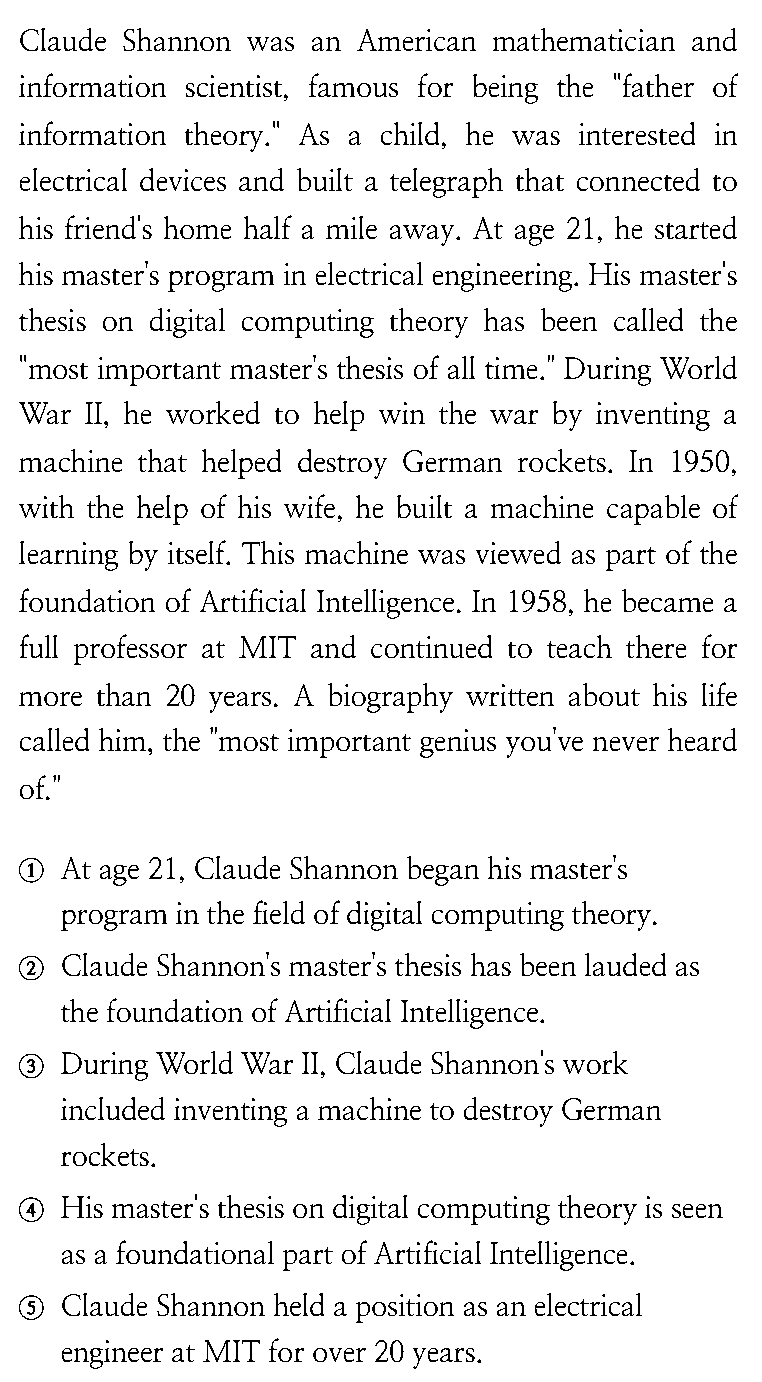 Claude Shannon was an American mathematician and
information scientist, famous for being the "father of
information theory." As a child, he was interested in
electrical devices and built a telegraph that connected to
his friend's home half a mile away. At age 21, he started
his master's program in electrical engineering. His master's
thesis on digital computing theory has been called the
"most important master's thesis of all time." During World
War II, he worked to help win the war by inventing a
machine that helped destroy German rockets. In 1950,
with the help of his wife, he built a machine capable of
learning by itself. This machine was viewed as part of the
foundation of Artificial Intelligence. In 1958, he became a
full professor at MIT and continued to teach there for
more than 20 years. A biography written about his life
called him, the "most important genius you've never heard
of."
① At age 21, Claude Shannon began his master's
program in the field of digital computing theory.
② Claude Shannon's master's thesis has been lauded as
the foundation of Artificial Intelligence.
③ During World War II, Claude Shannon's work
included inventing a machine to destroy German
rockets.
④ His master's thesis on digital computing theory is seen
as a foundational part of Artificial Intelligence.
⑤ Claude Shannon held a position as an electrical
engineer at MIT for over 20 years.